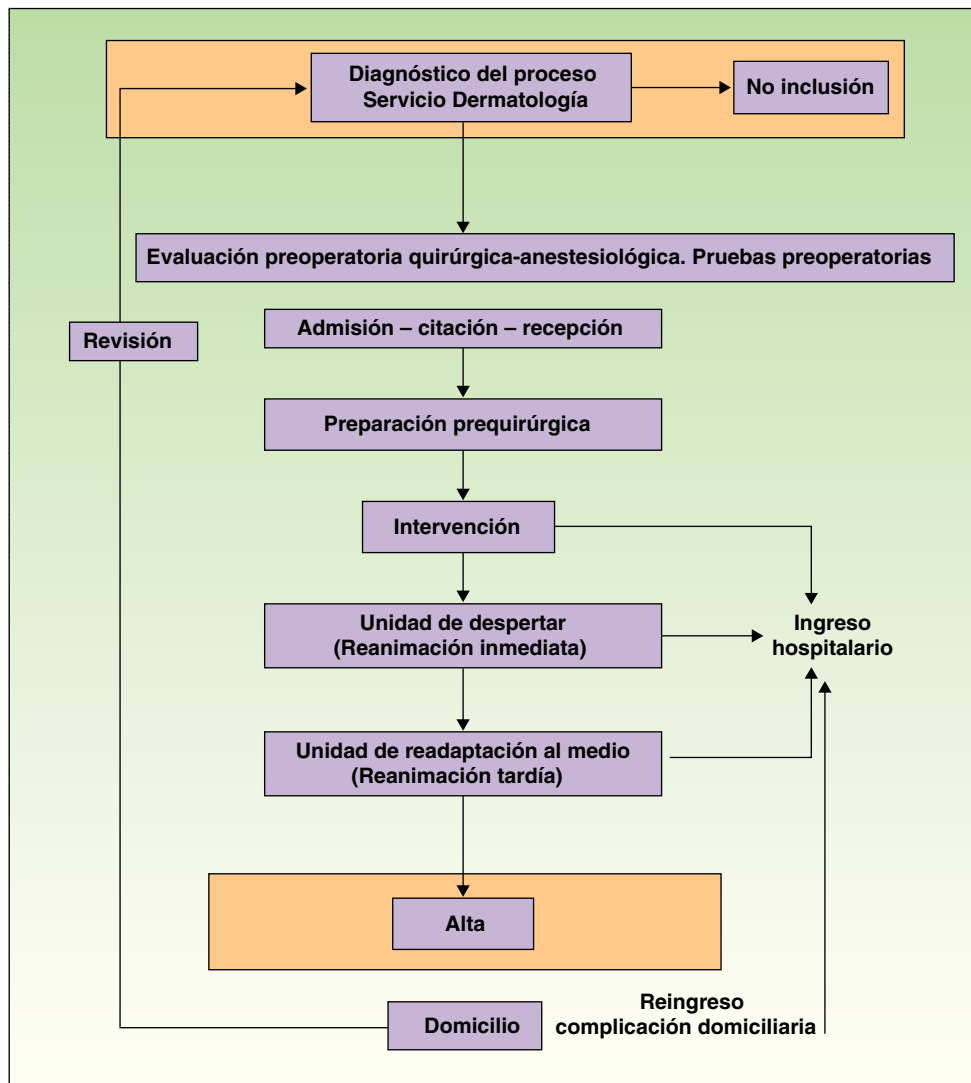 Diagnóstico del proceso
Servicio Dermatología
No inclusión
Evaluación preoperatoria quirúrgica-anestesiológica. Pruebas preoperatorias
Admisión – citación – recepción
Revisión
Preparación prequirúrgica
Intervención
Unidad de despertar
(Reanimación inmediata)
Ingreso
hospitalario
Unidad de readaptación al medio
(Reanimación tardía)
Alta
Reingreso
complicación domiciliaria
Domicilio